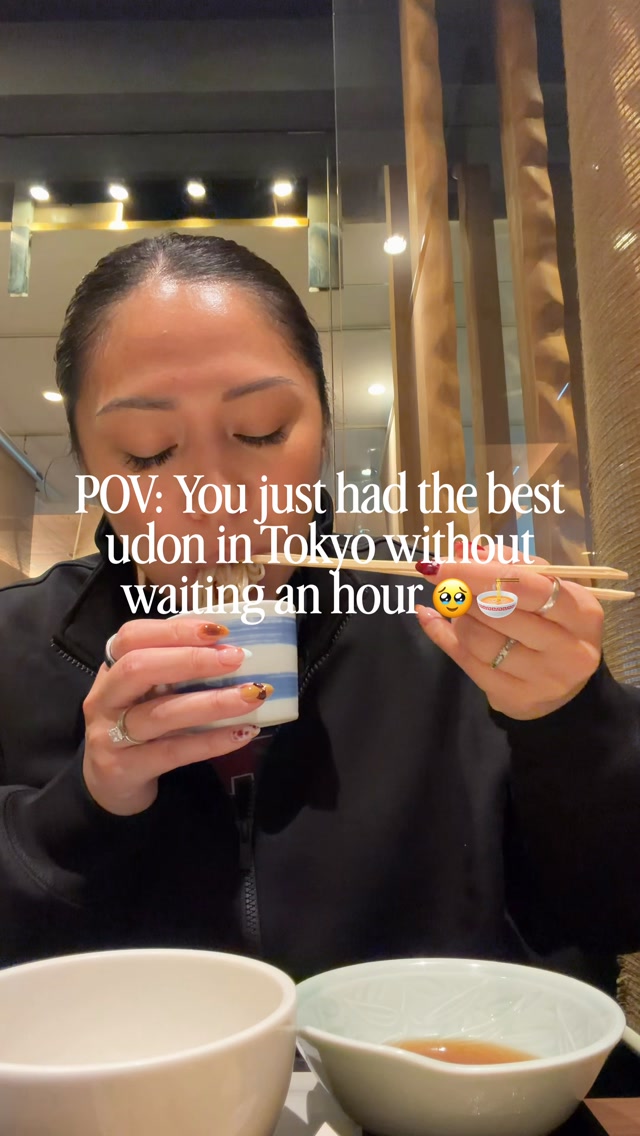 POV: You just had the best
udon in Tokyo without
waiting an hour 🥹 🍜